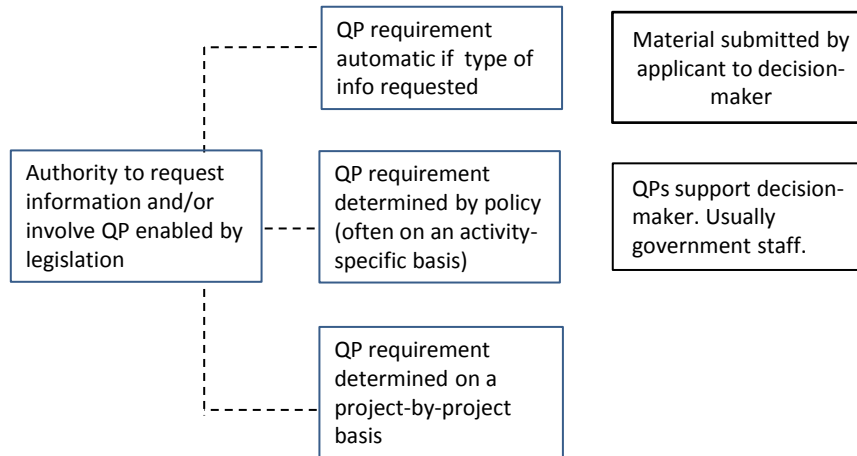 QP requirement
automatic if type of
info requested
Material submitted by
applicant to decision-
maker
Authority to request
information and/or
involve QP enabled by
legislation
QP requirement
determined by policy
(often on an activity-
specific basis)
QPs support decision-
maker. Usually
government staff.
QP requirement
determined on a
project-by-project
basis